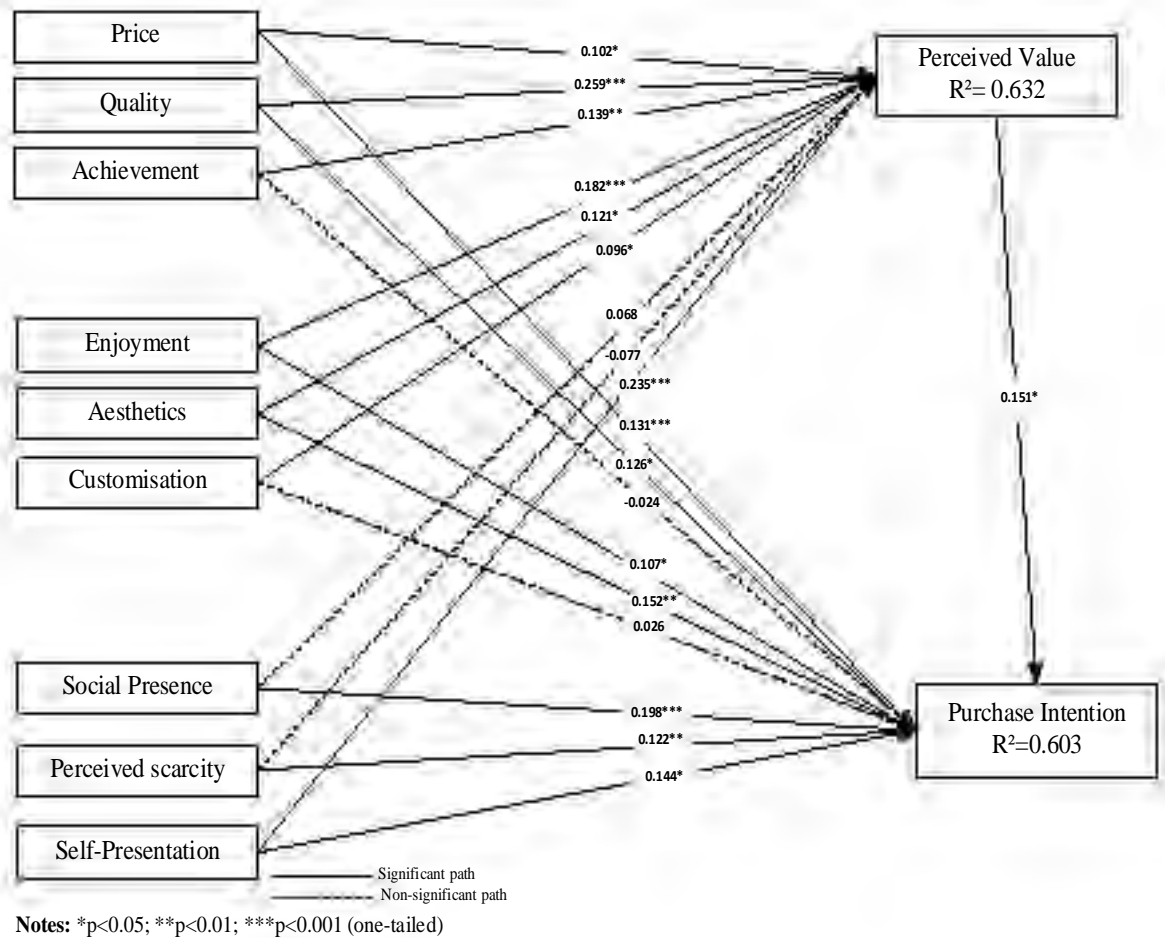 Price
Quality
Achievement
Enjoyment
Aesthetics
Customisation
Social Presence
Perceived scarcity
Self-Presentation
0.102*
0.259***
0.139**
0.182***
0.121*
0.096*
0.068
-0.077
0.235***
0.131***
0.126*
-0.024
0.107*
0.152**
0.026
0.198***
0.122**
0.144*
Perceived Value
R²= 0.632
0.151*
Purchase Intention
R²=0.603
Significant path
Non-significant path
Notes: *p<0.05; **p<0.01; ***p<0.001 (one-tailed)